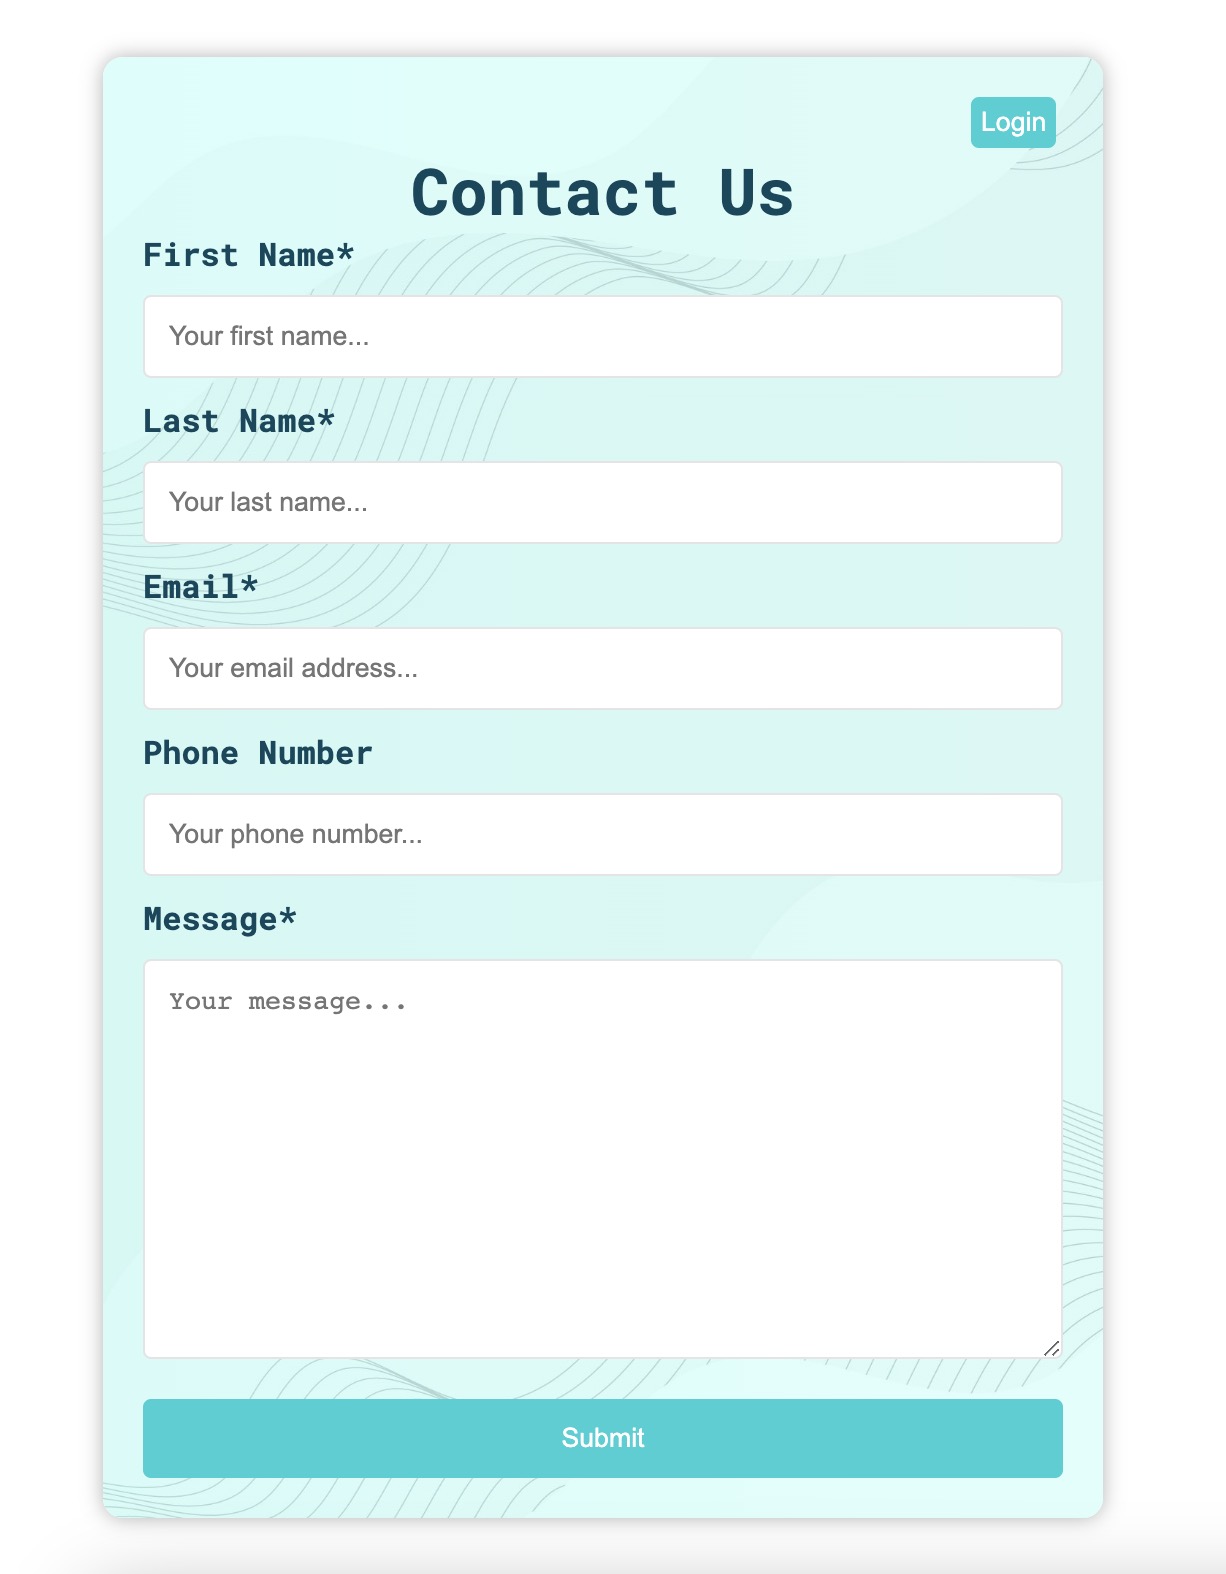 Login
Contact Us
First Name*
Your first name...
Last Name*
Your last name...
Email*
Your email address...
Phone Number
Your phone number...
Message*
Your message...
Submit